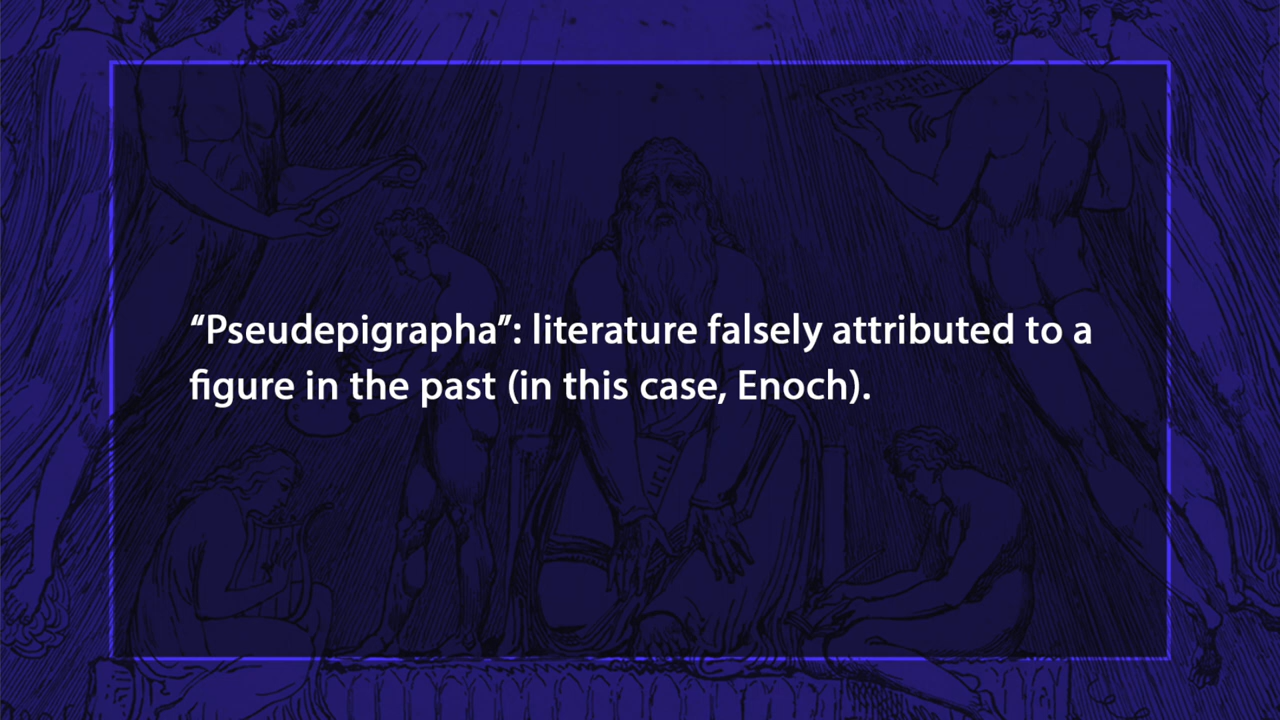 “Pseudepigrapha”: literature falsely attributed to a
figure in the past (in this case, Enoch).